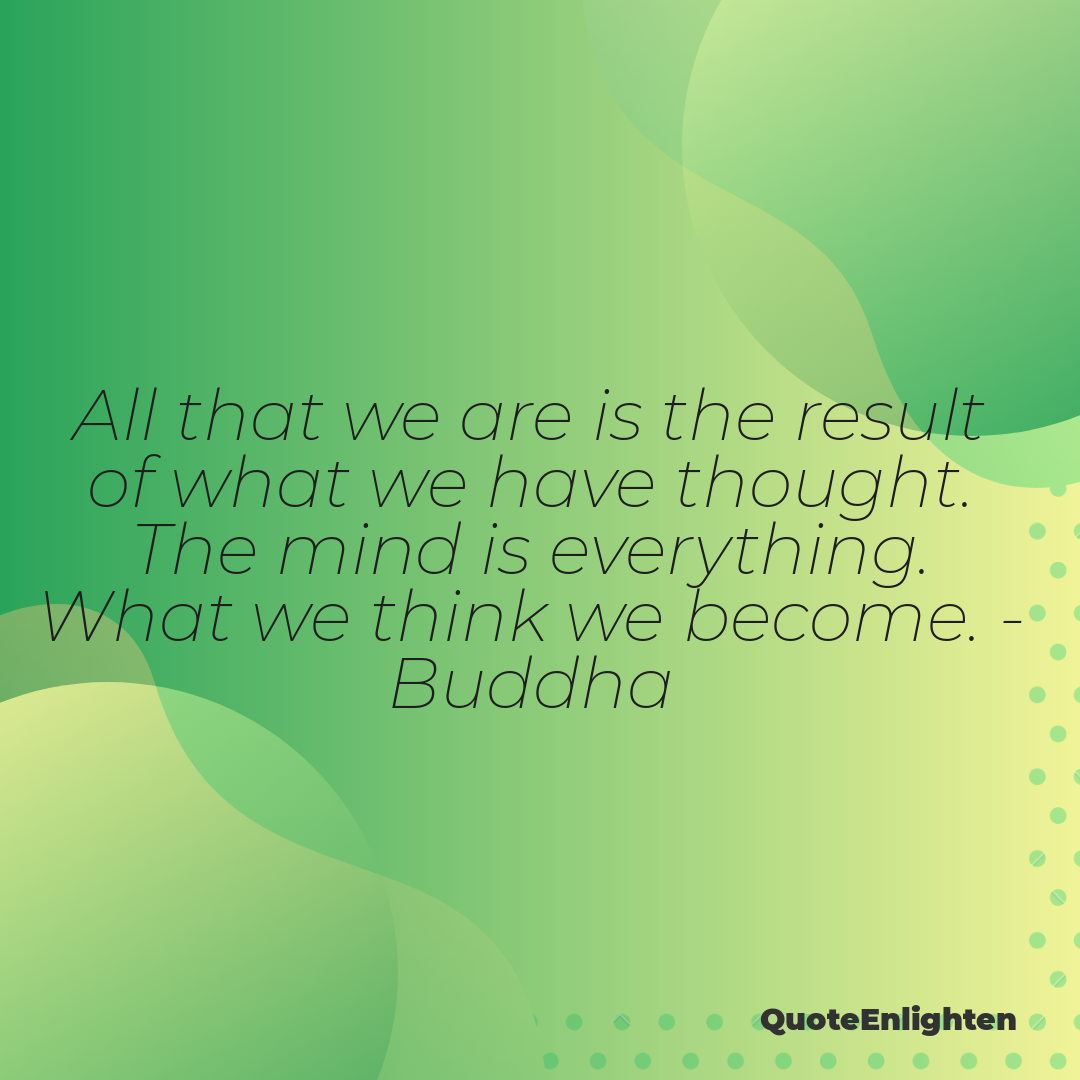 All that we are is the result
of what we have thought.
The mind is everything.
What we think we become. -
Buddha
QuoteEnlighten